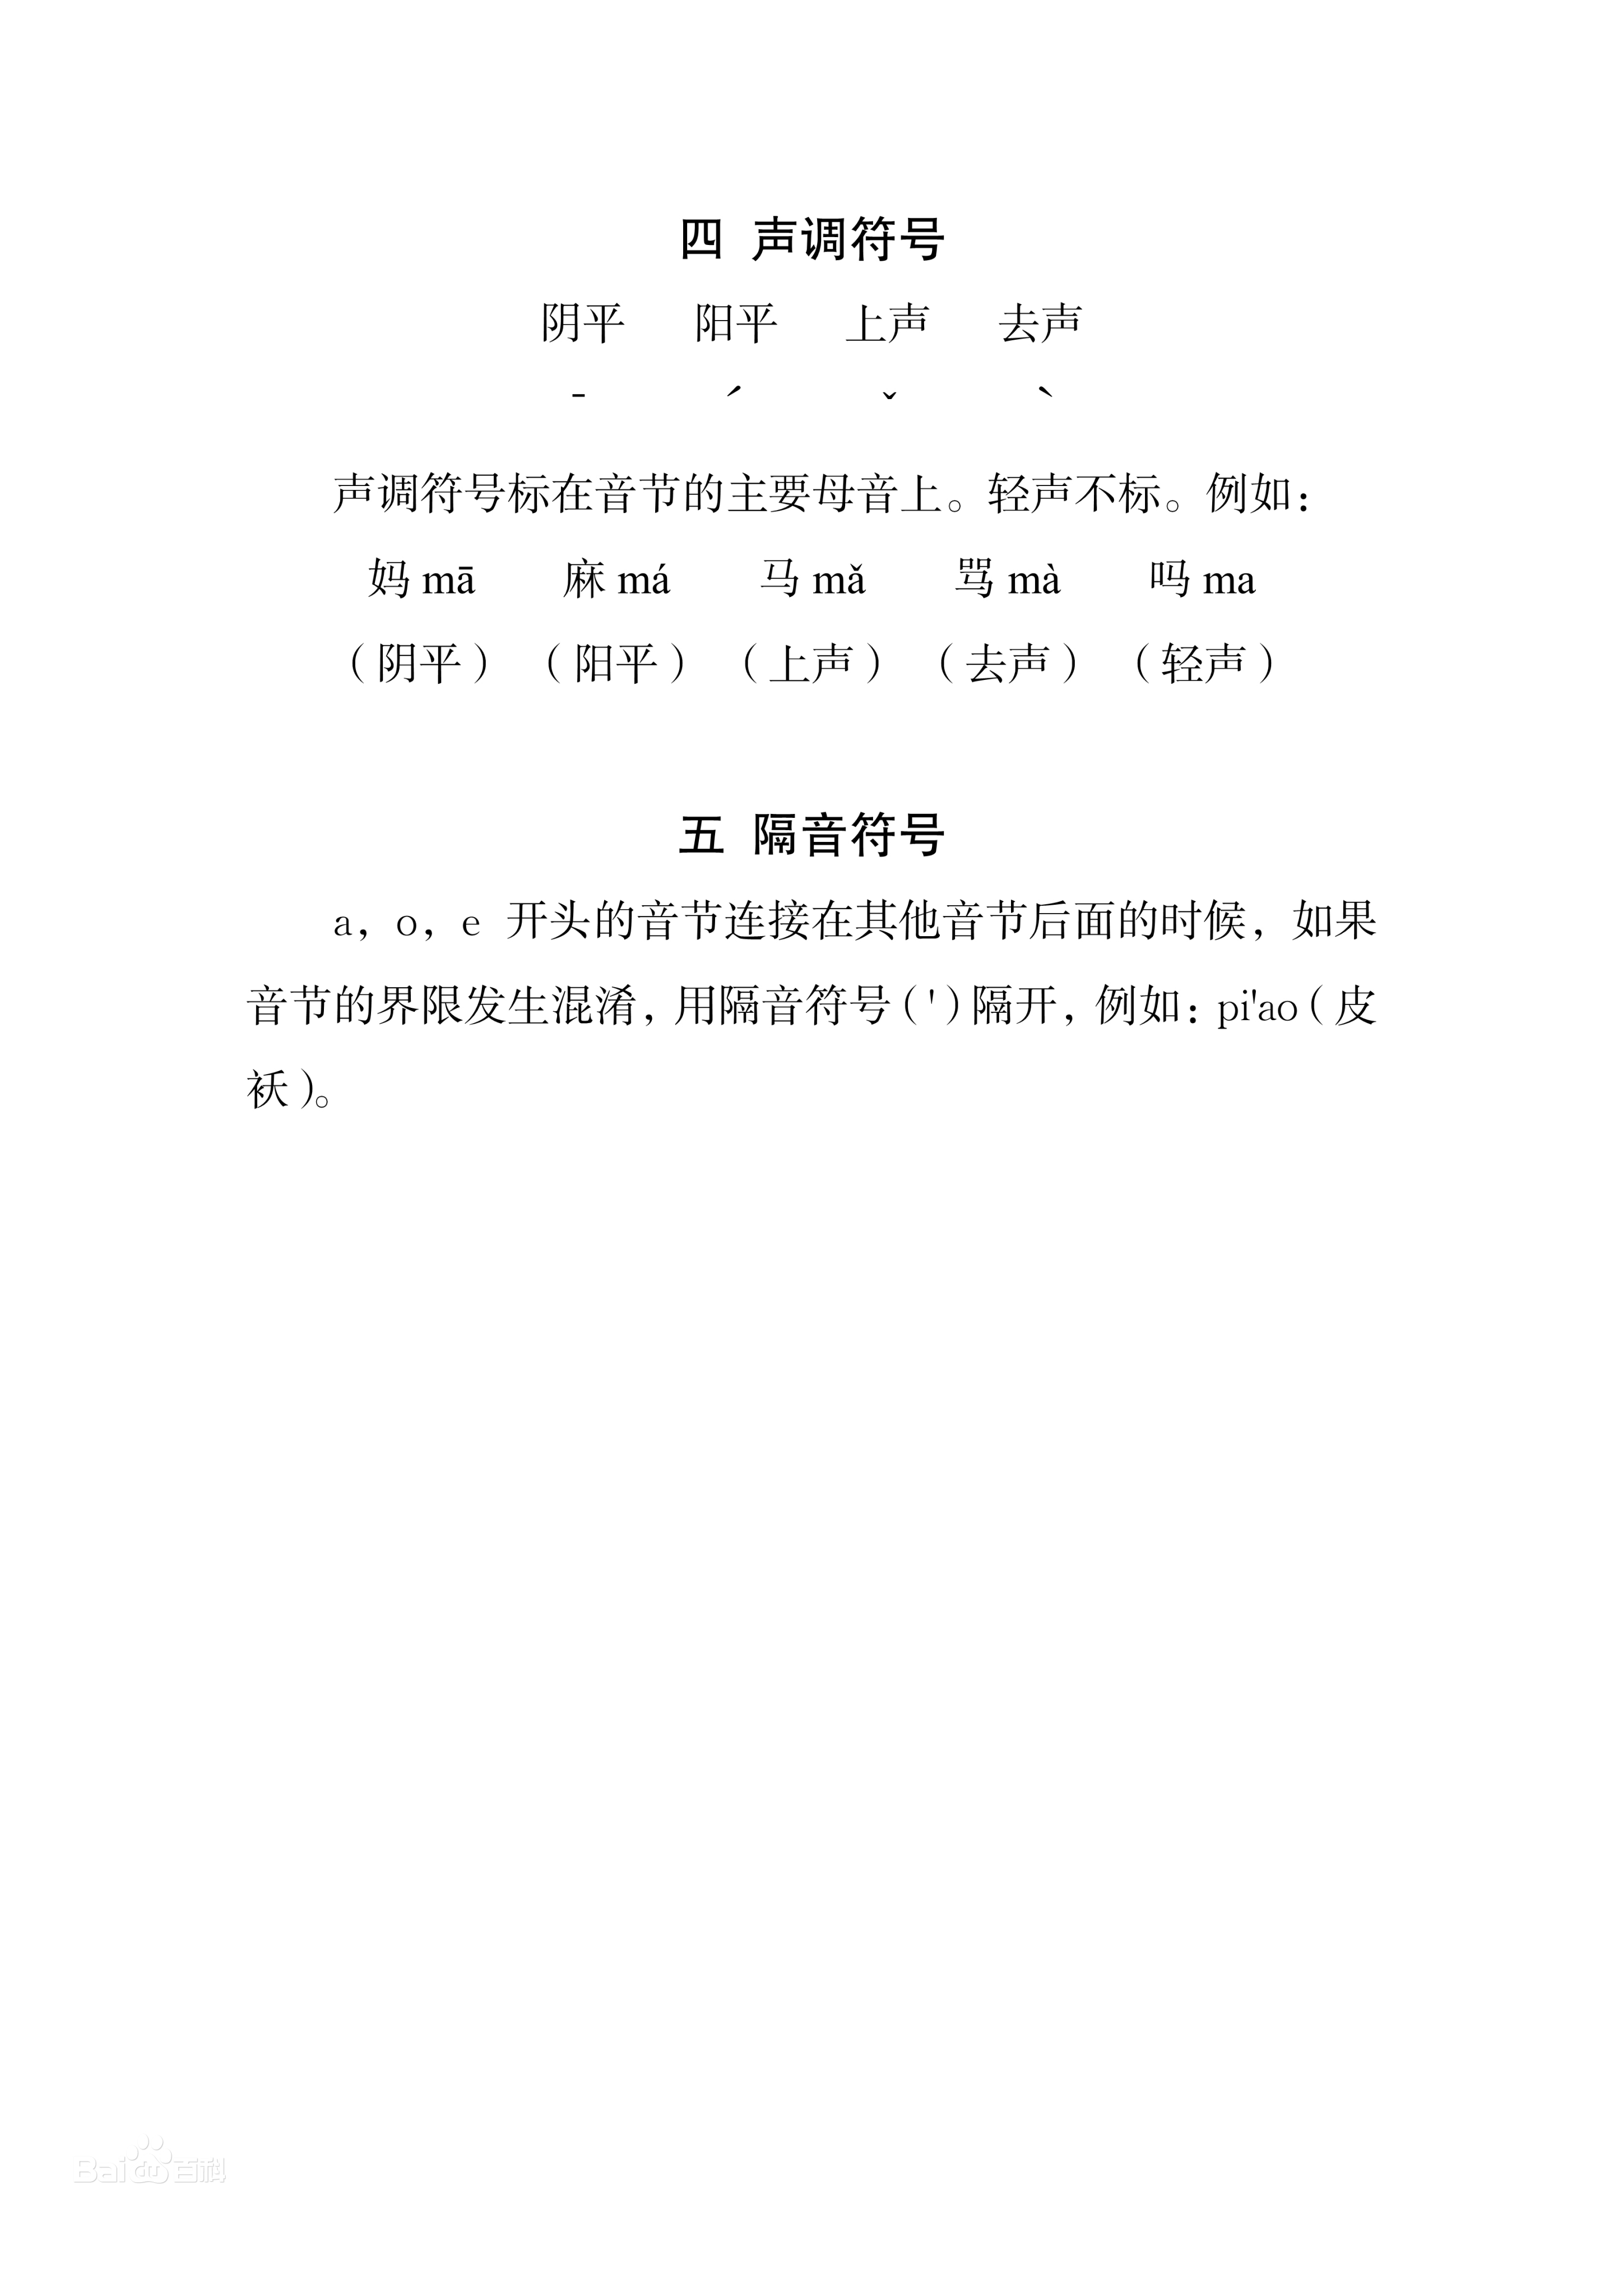 四 声调符号
阴平 阳平 上声 去声
ˉ ˊ ˇ ˋ
声调符号标在音节的主要母音上。轻声不标。例如：
妈 mā 麻 má 马 mǎ 骂 mà 吗 ma
（阴平） （阳平） （上声） （去声） （轻声）
五 隔音符号
a，o，e 开头的音节连接在其他音节后面的时候，如果
音节的界限发生混淆，用隔音符号（'）隔开，例如：pi'ao（皮
袄）。
Bai 百科